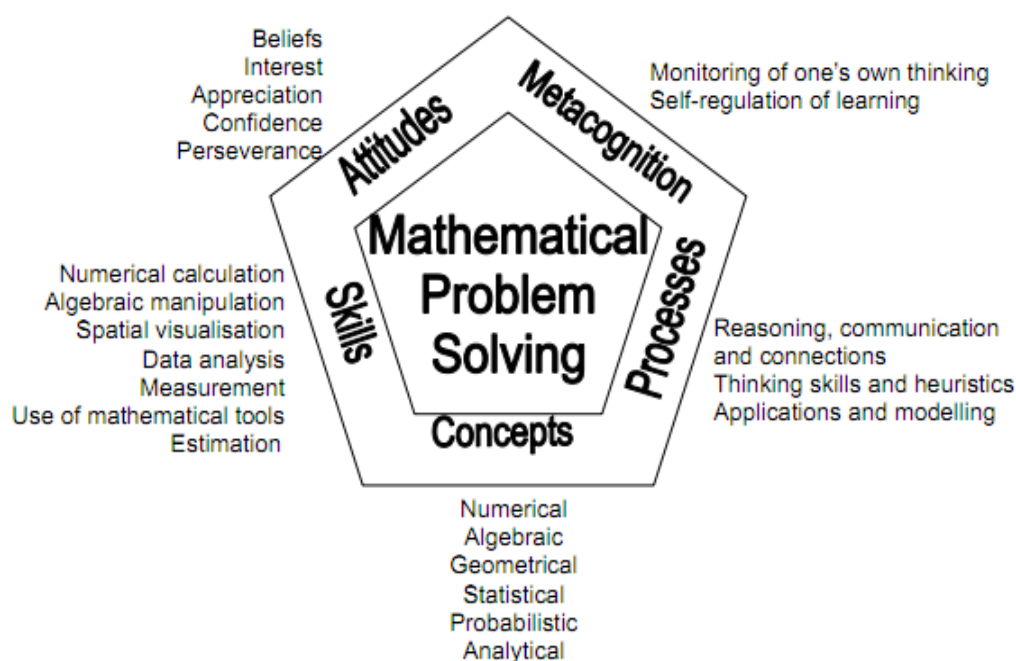 Beliefs
Interest
Appreciation
Confidence
Perseverance
Attitudes
Metacognition
Monitoring of one's own thinking
Self-regulation of learning
Mathematical
Problem
Solving
Numerical calculation
Algebraic manipulation
Spatial visualisation
Data analysis
Measurement
Use of mathematical tools
Estimation
Skills
Processes
Reasoning, communication
and connections
Thinking skills and heuristics
Applications and modelling
Concepts
Numerical
Algebraic
Geometrical
Statistical
Probabilistic
Analytical